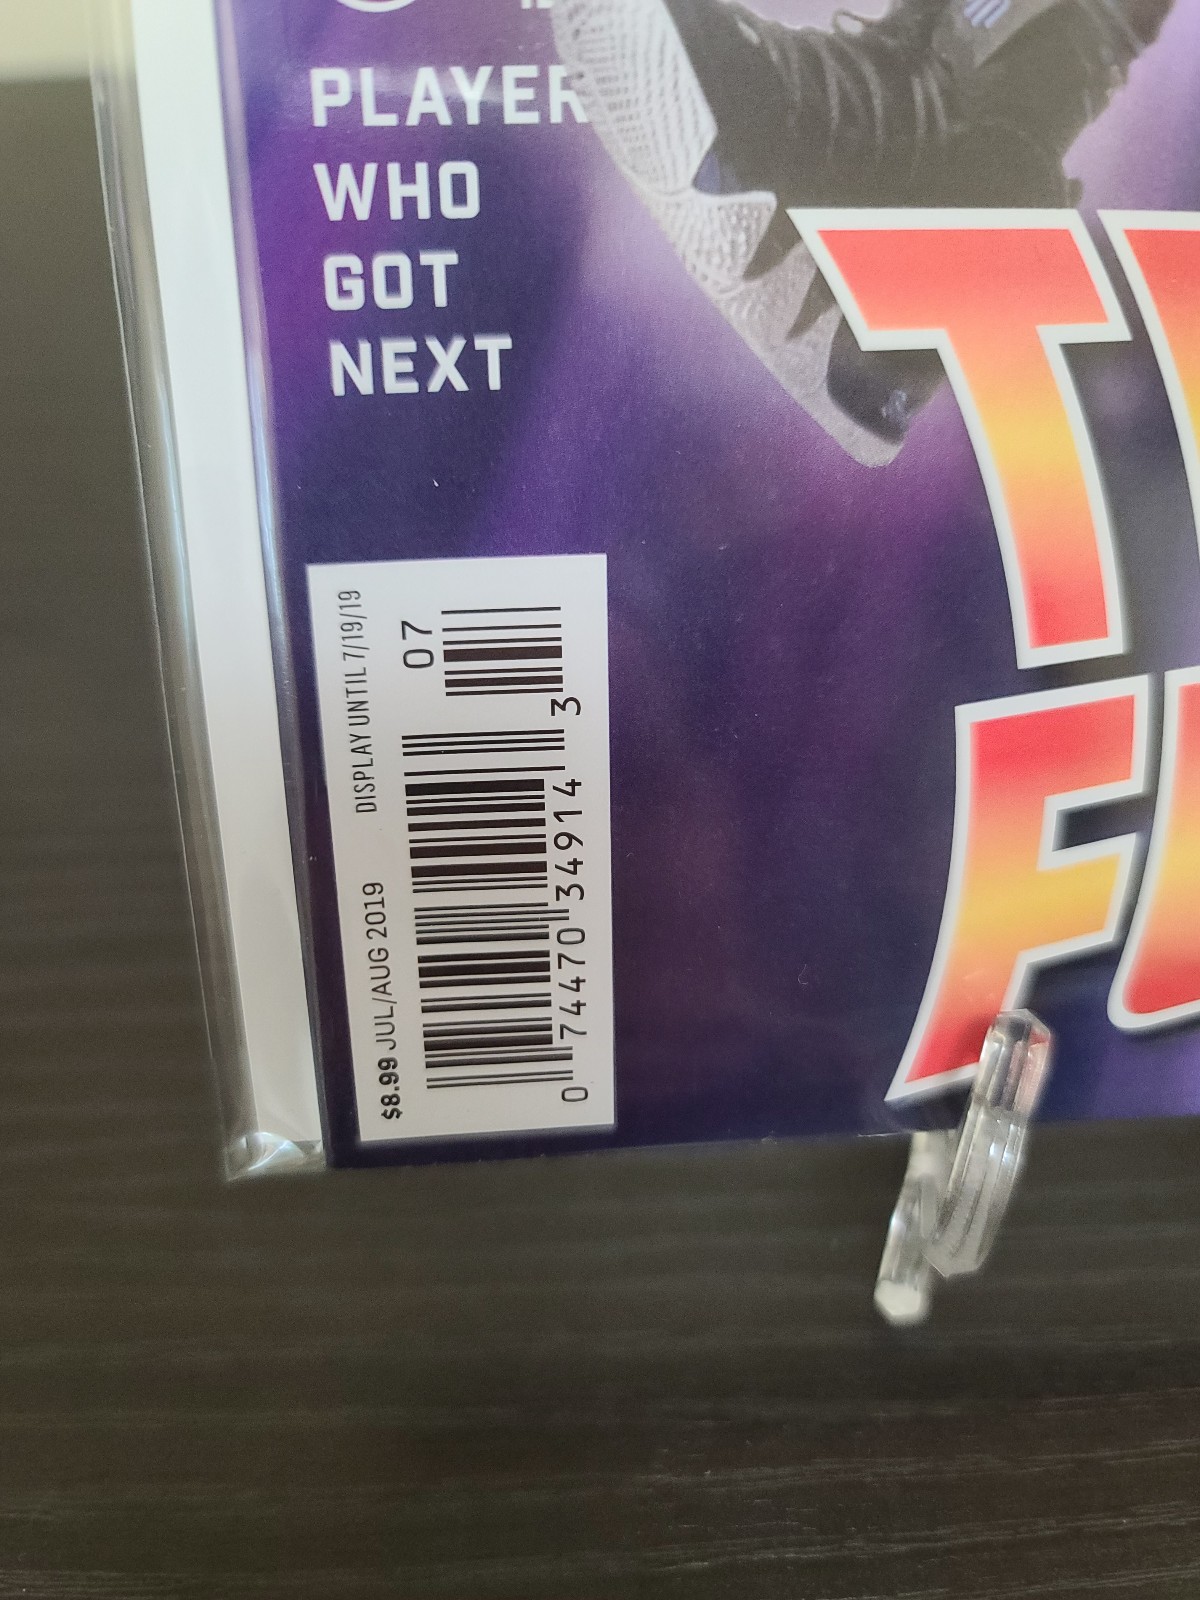 PLAYER
WHO
GOT
NEXT
$8.99 JUL/AUG 2019 DISPLAY UNTIL 7/19/19
07
0 74470 34914 3